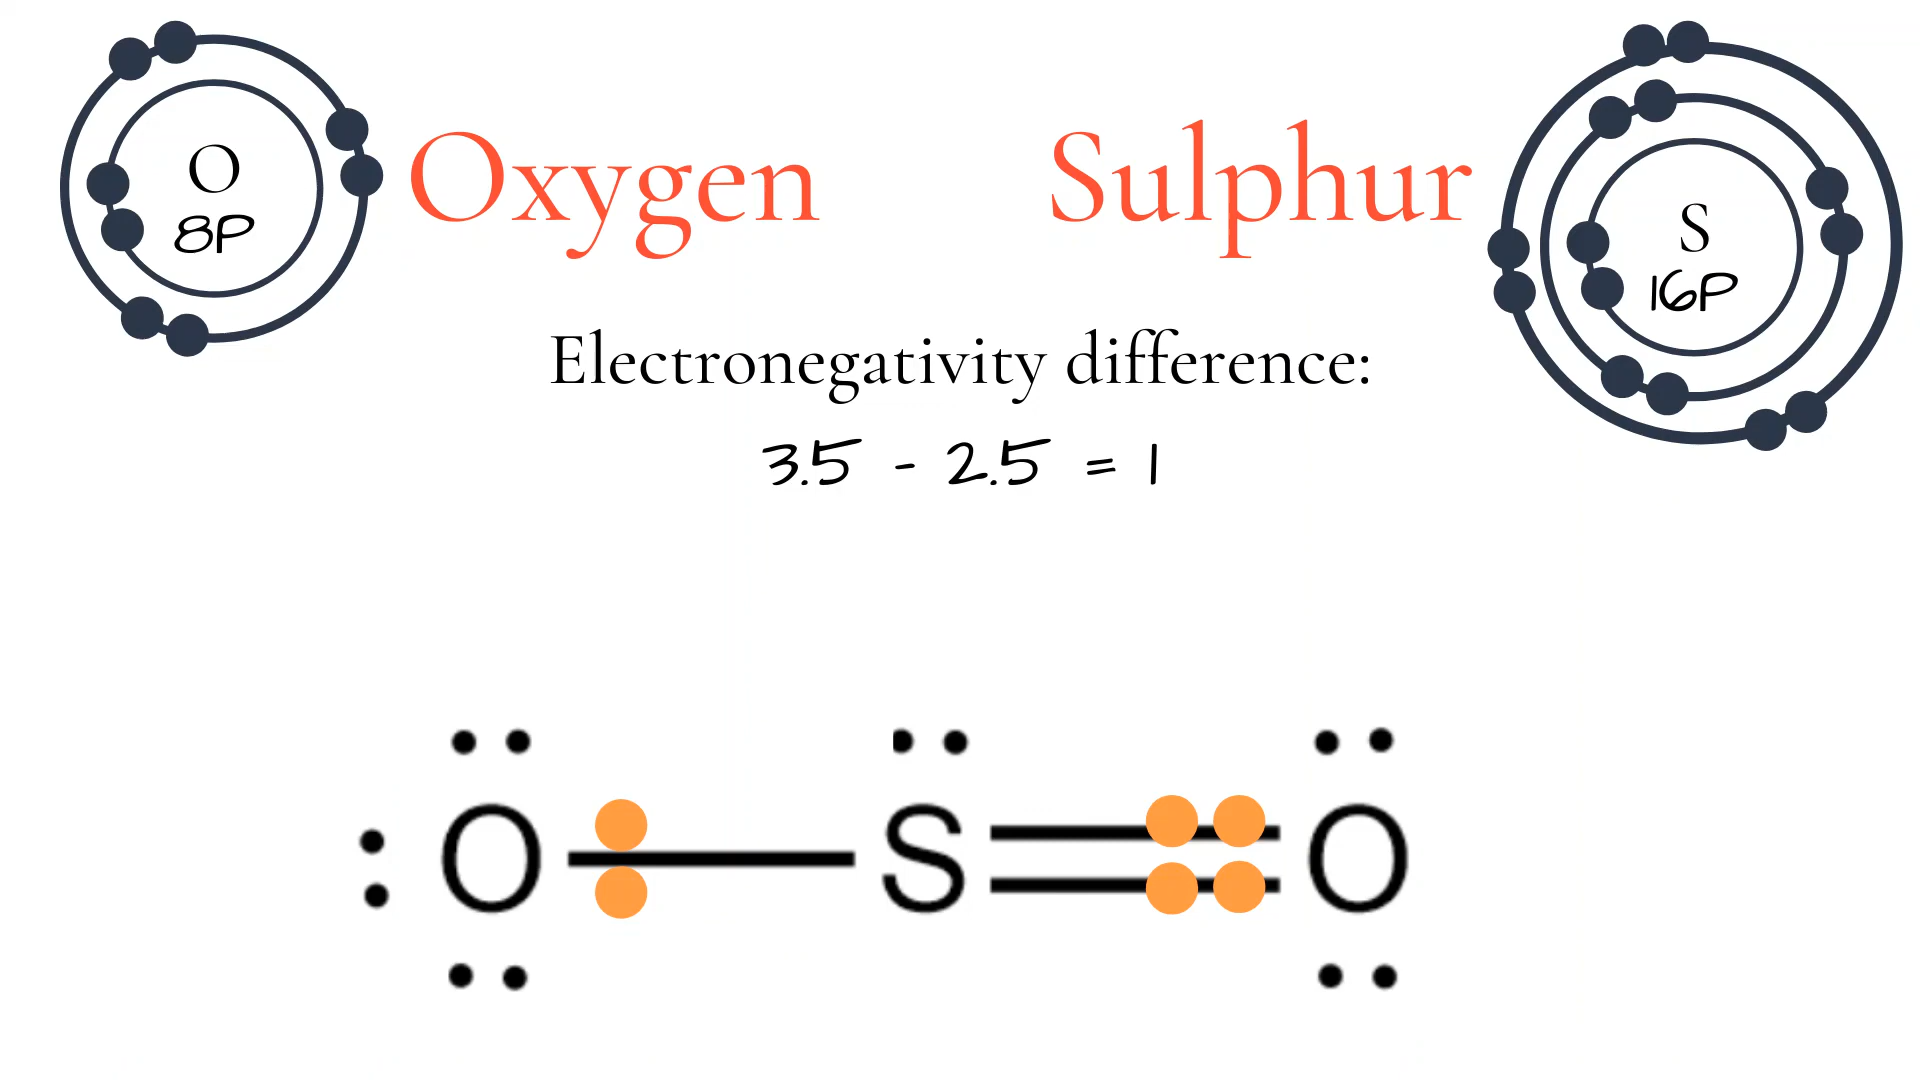 O
8P
Oxygen
Sulphur
S
16P
Electronegativity difference:
3.5 - 2.5 = 1
O S O